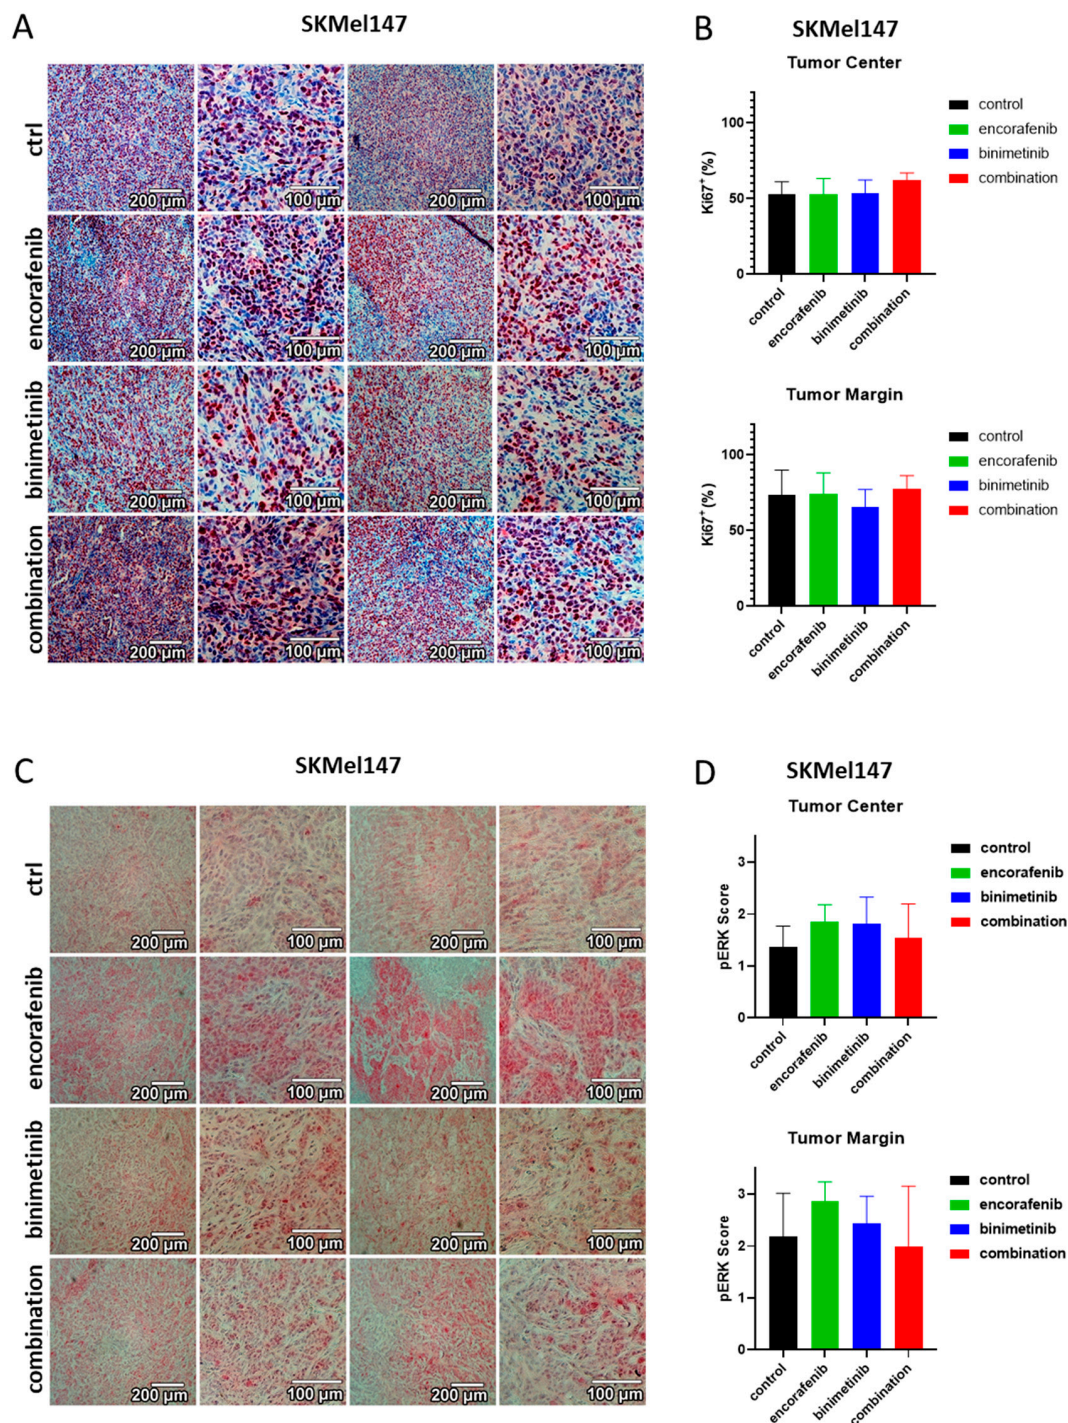 A
SKMel147
ctrl
200 µm
100 µm
200 µm
100 µm
encorafenib
200 µm
100 µm
200 µm
100 µm
binimetinib
200 µm
100 µm
200 µm
100 µm
combination
200 µm
100 µm
200 µm
100 µm
B
SKMel147
Tumor Center
Ki67⁺ (%)
100
50
0
control
encorafenib
binimetinib
combination
control
encorafenib
binimetinib
combination
Tumor Margin
Ki67⁺ (%)
100
50
0
control
encorafenib
binimetinib
combination
control
encorafenib
binimetinib
combination
C
SKMel147
ctrl
200 µm
100 µm
200 µm
100 µm
encorafenib
200 µm
100 µm
200 µm
100 µm
binimetinib
200 µm
100 µm
200 µm
100 µm
combination
200 µm
100 µm
200 µm
100 µm
D
SKMel147
Tumor Center
pERK Score
3
2
1
0
control
encorafenib
binimetinib
combination
control
encorafenib
binimetinib
combination
Tumor Margin
pERK Score
3
2
1
0
control
encorafenib
binimetinib
combination
control
encorafenib
binimetinib
combination